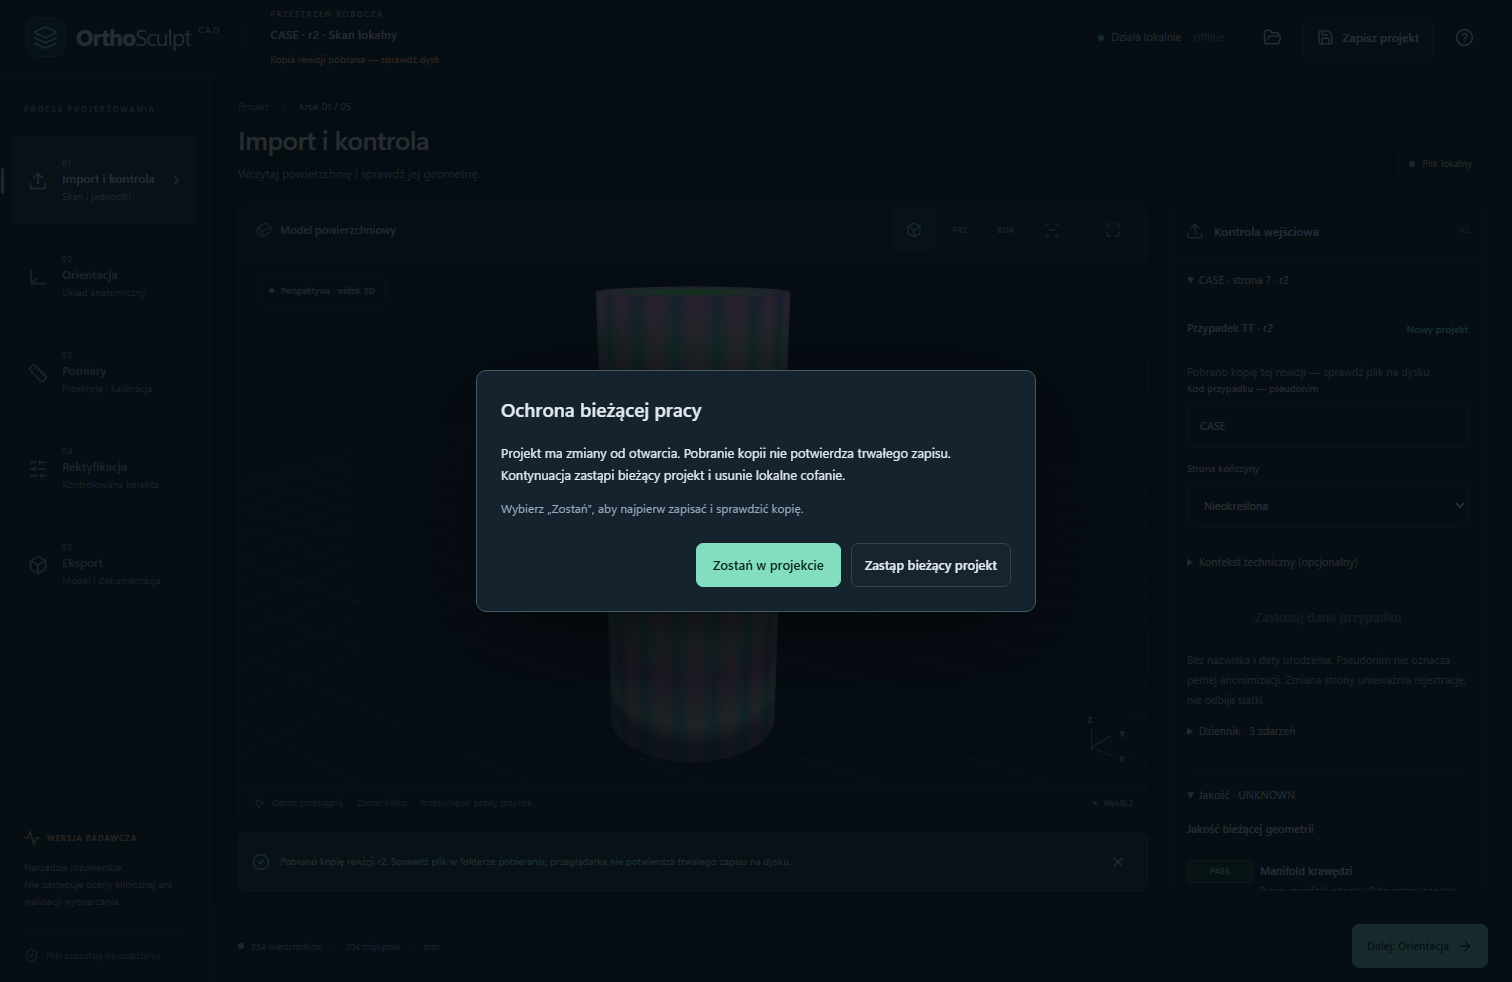 OrthoSculpt CAD
PRZESTRZEŃ ROBOCZA
CASE · r2 · Skan lokalny
Kopia rewizji pobrana — sprawdź dysk
Działa lokalnie offline
Zapisz projekt
PROCES PROJEKTOWANIA
01
Import i kontrola
Skan i jednostki
02
Orientacja
Układ anatomiczny
03
Pomiary
Przekroje i kalibracja
04
Rektyfikacja
Kontrolowana korekta
05
Eksport
Model i dokumentacja
WERSJA BADAWCZA
Narzędzie inżynierskie.
Nie zastępuje oceny klinicznej ani
walidacji wytwarzania.
Pliki pozostają na urządzeniu
Projekt > Krok 01 / 05
Import i kontrola
Wczytaj powierzchnię i sprawdź jej geometrię.
Plik lokalny
Model powierzchniowy
PRZ
BOK
Perspektywa · widok 3D
Ochrona bieżącej pracy
Projekt ma zmiany od otwarcia. Pobranie kopii nie potwierdza trwałego zapisu.
Kontynuacja zastąpi bieżący projekt i usunie lokalne cofanie.
Wybierz „Zostań”, aby najpierw zapisać i sprawdzić kopię.
Zostań w projekcie
Zastąp bieżący projekt
Z
Y
X
Obrót: przeciągnij Zoom: kółko Przesunięcie: prawy przycisk
WebGL2
Pobrano kopię rewizji r2. Sprawdź plik w folderze pobierania; przeglądarka nie potwierdza trwałego zapisu na dysku.
354 wierzchołków 704 trójkątów mm
Kontrola wejściowa
01
CASE · strona ? · r2
Przypadek TT · r2
Nowy projekt
Pobrano kopię tej rewizji — sprawdź plik na dysku.
Kod przypadku — pseudonim
CASE
Strona kończyny
Nieokreślona
Kontekst techniczny (opcjonalny)
Zastosuj dane przypadku
Bez nazwiska i daty urodzenia. Pseudonim nie oznacza
pełnej anonimizacji. Zmiana strony unieważnia rejestrację;
nie odbija siatki.
Dziennik · 3 zdarzeń
Jakość · UNKNOWN
Jakość bieżącej geometrii
PASS
Manifold krawędzi
Dalej: Orientacja